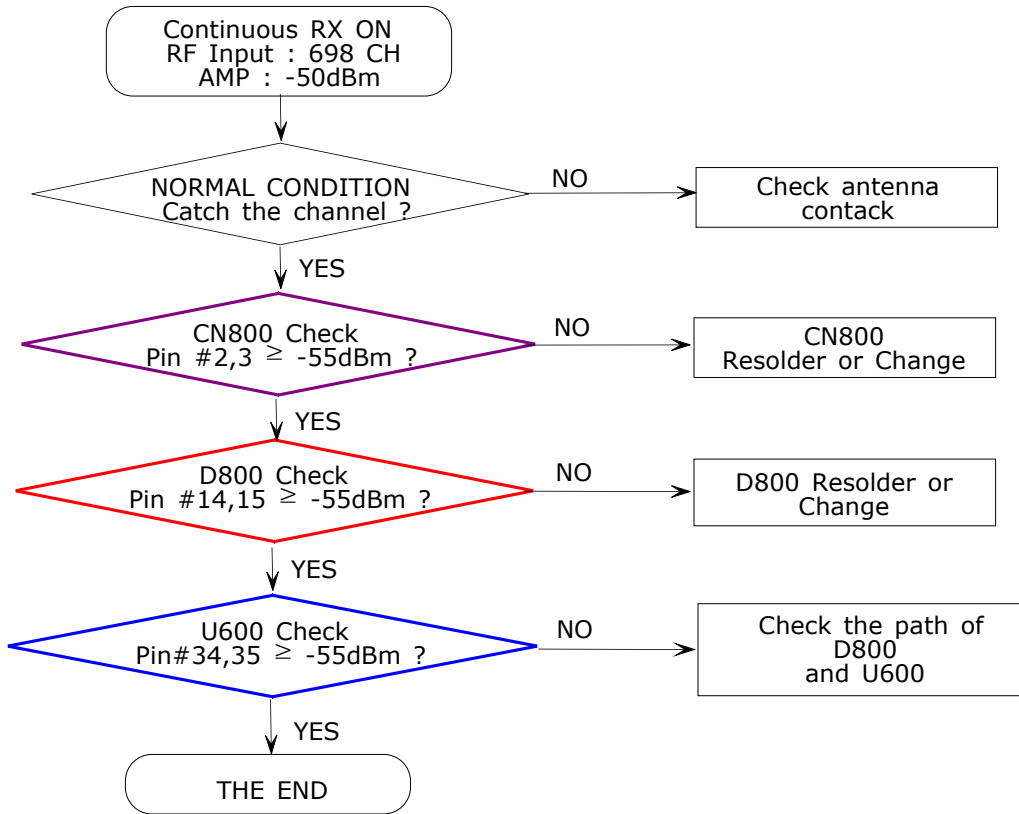 Continuous RX ON
RF Input : 698 CH
AMP : -50dBm
NORMAL CONDITION
Catch the channel ?
NO
Check antenna
contack
YES
CN800 Check
Pin #2,3 ≥ -55dBm ?
NO
CN800
Resolder or Change
YES
D800 Check
Pin #14,15 ≥ -55dBm ?
NO
D800 Resolder or
Change
YES
U600 Check
Pin#34,35 ≥ -55dBm ?
NO
Check the path of
D800
and U600
YES
THE END